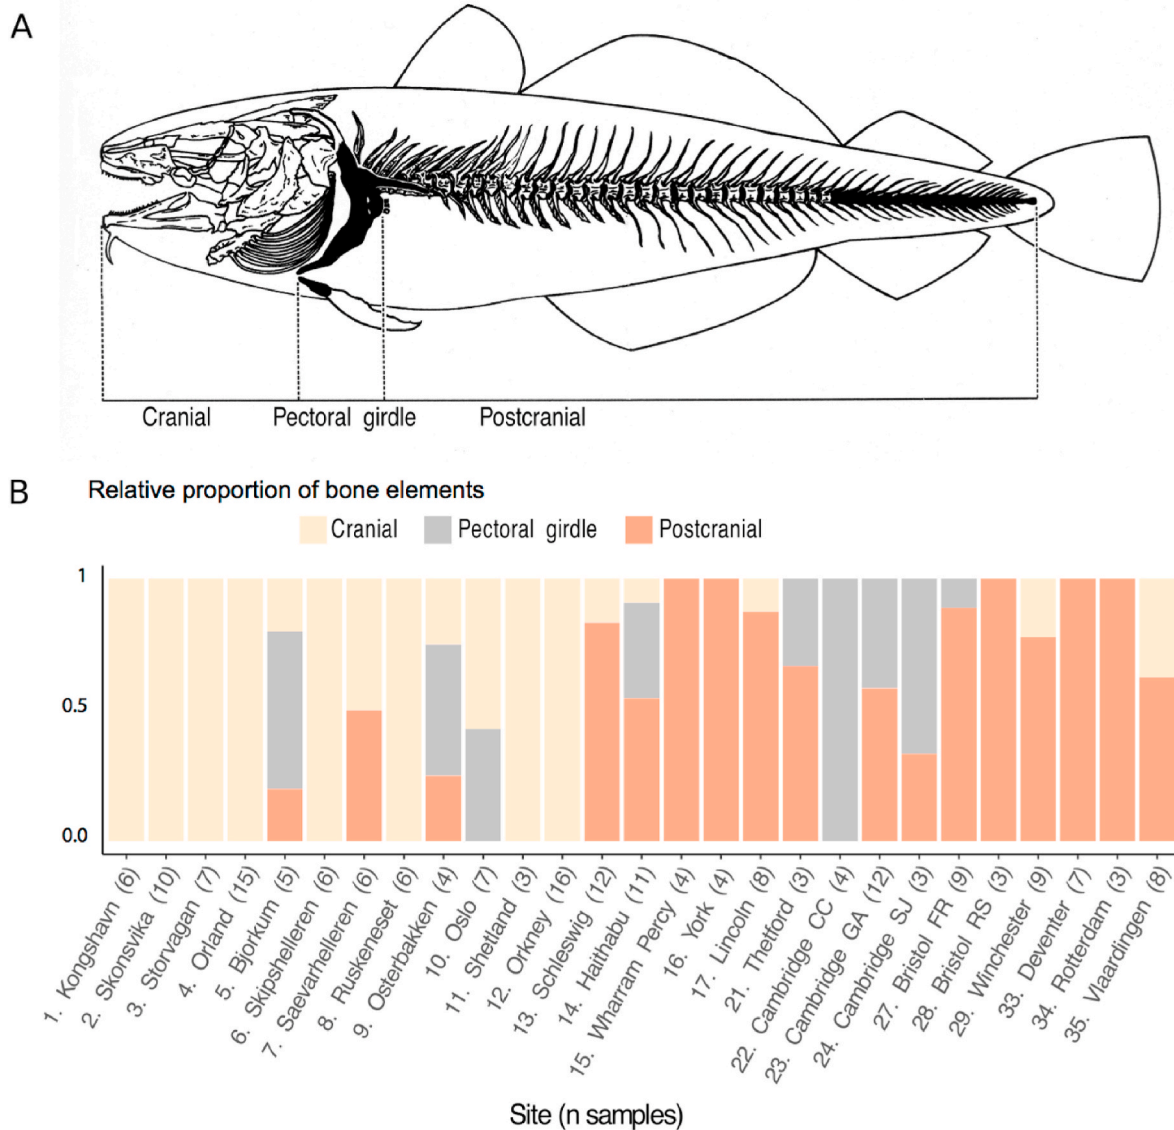 A
Cranial Pectoral girdle Postcranial
B Relative proportion of bone elements
Cranial Pectoral girdle Postcranial
1
0.5
0.0
1. Kongshavn (6)
2. Skonsvika (10)
3. Storvagan (7)
4. Orland (15)
5. Bjorkum (5)
6. Skipshelleren (6)
7. Saevarhelleren (6)
8. Ruskeneset (6)
9. Osterbakken (4)
10. Oslo (7)
11. Shetland (3)
12. Orkney (16)
13. Schleswig (12)
14. Haithabu (11)
15. Wharram Percy (4)
16. York (4)
17. Lincoln (8)
21. Thetford (3)
22. Cambridge CC (4)
23. Cambridge GA (12)
24. Cambridge SJ (3)
27. Bristol FR (9)
28. Bristol RS (3)
29. Winchester (9)
33. Deventer (7)
34. Rotterdam (3)
35. Vlaardingen (8)
Site (n samples)